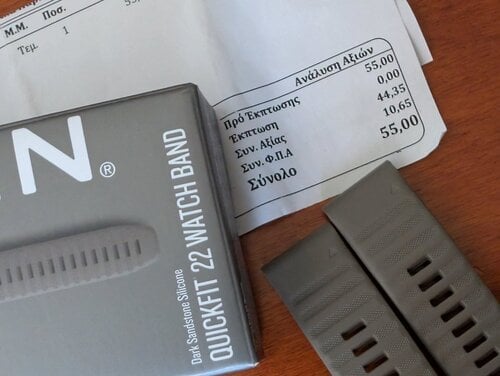 Μ.Μ. Ποσ.
Τεμ. 1
Ανάλυση Αξιών
Πρό Έκπτωσης 55,00
Έκπτωση 0,00
Συν. Αξίας 44,35
Συν. Φ.Π.Α 10,65
Σύνολο 55,00
N®
Dark Sandstone Silicone
QUICKFIT 22 WATCH BAND